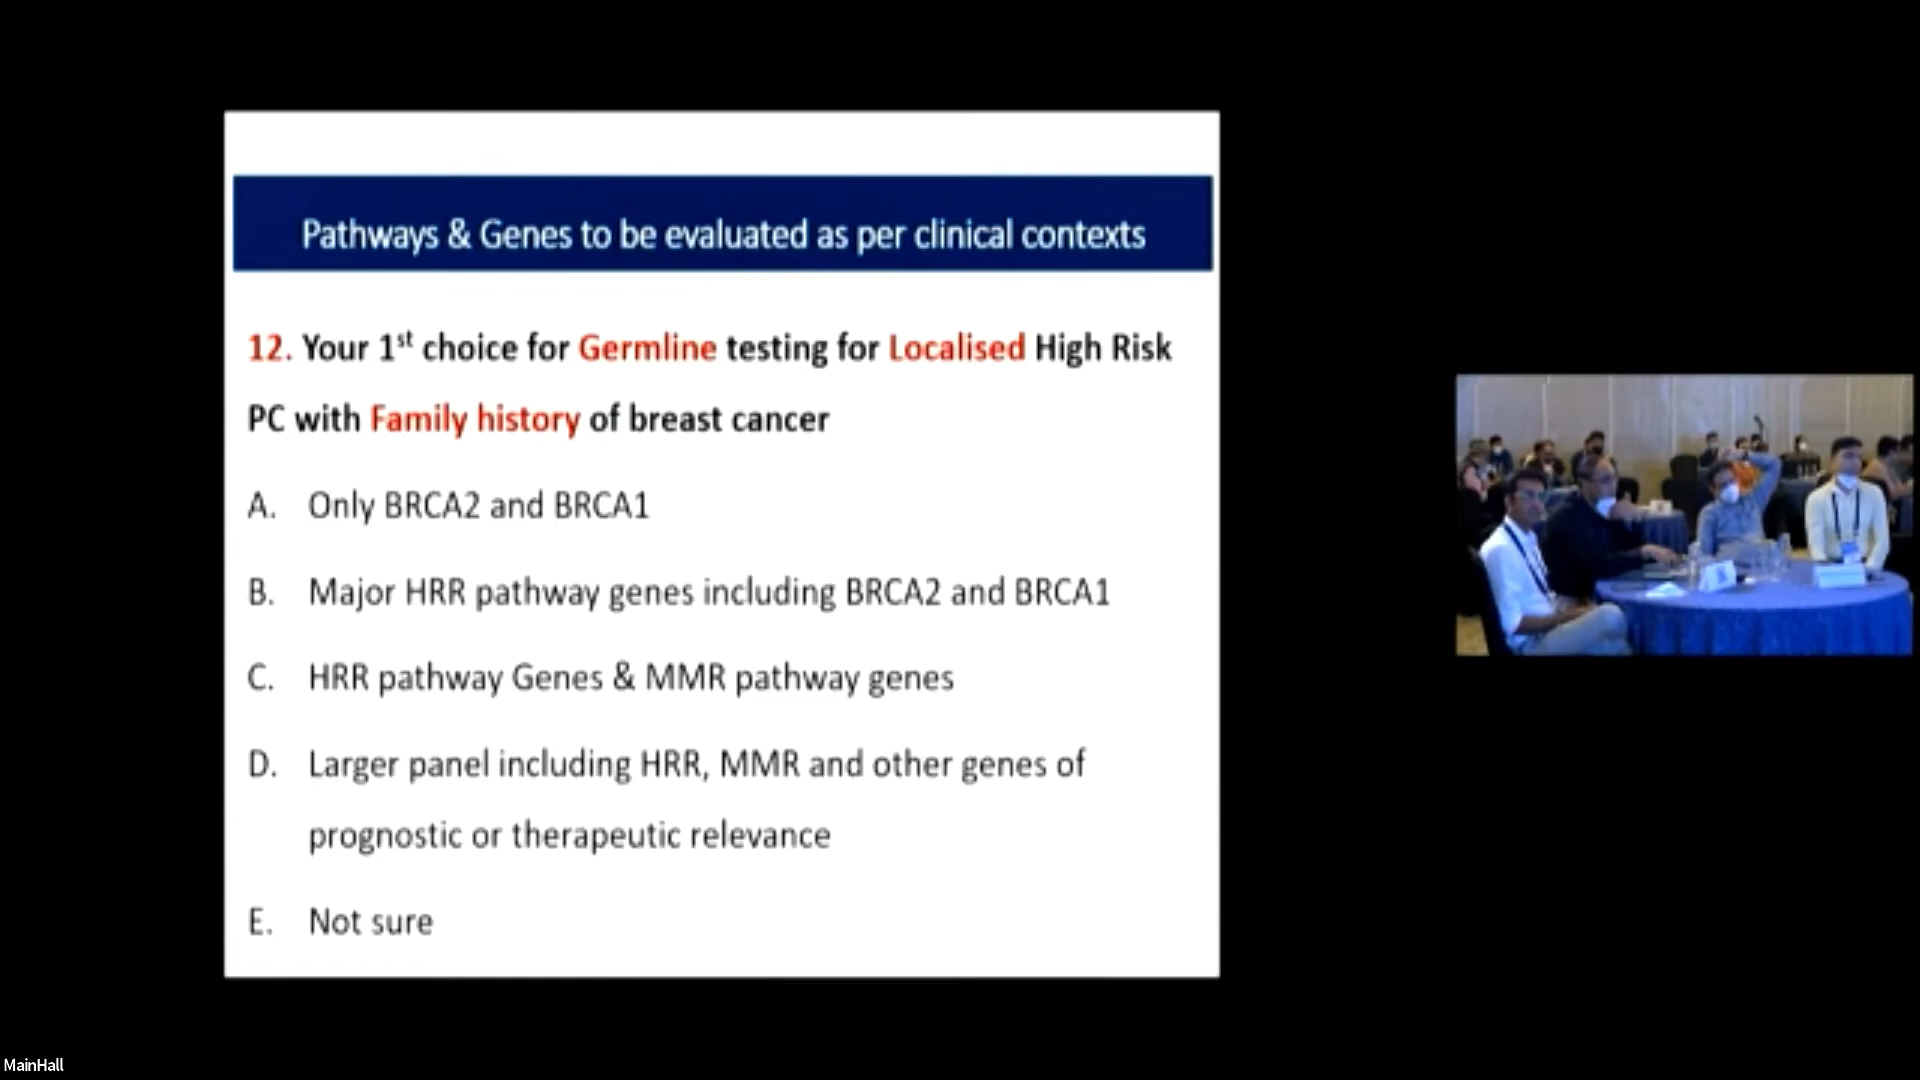 Pathways & Genes to be evaluated as per clinical contexts
12. Your 1st choice for Germline testing for Localised High Risk
PC with Family history of breast cancer
A. Only BRCA2 and BRCA1
B. Major HRR pathway genes including BRCA2 and BRCA1
C. HRR pathway Genes & MMR pathway genes
D. Larger panel including HRR, MMR and other genes of
prognostic or therapeutic relevance
E. Not sure
MainHall